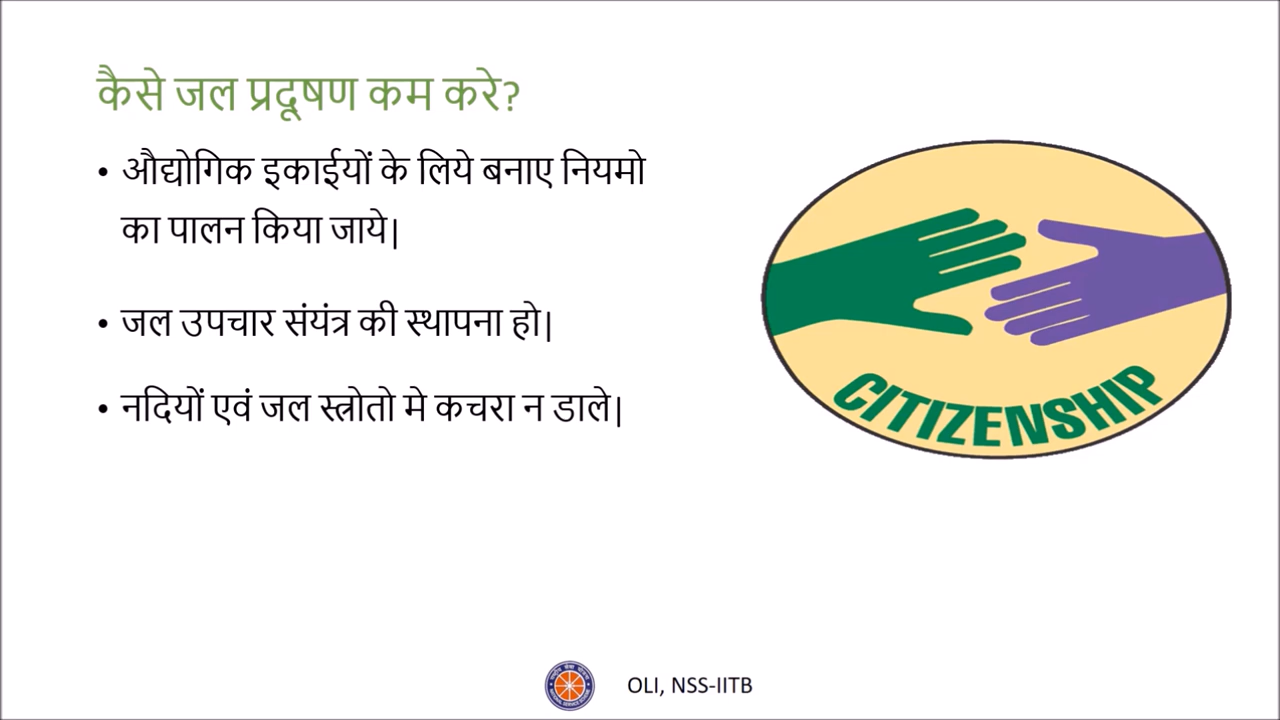 कैसे जल प्रदूषण कम करे?
• औद्योगिक इकाईयों के लिये बनाए नियमो
का पालन किया जाये।
• जल उपचार संयंत्र की स्थापना हो।
• नदियों एवं जल स्त्रोतो मे कचरा न डाले।
CITIZENSHIP
OLI, NSS-IITB